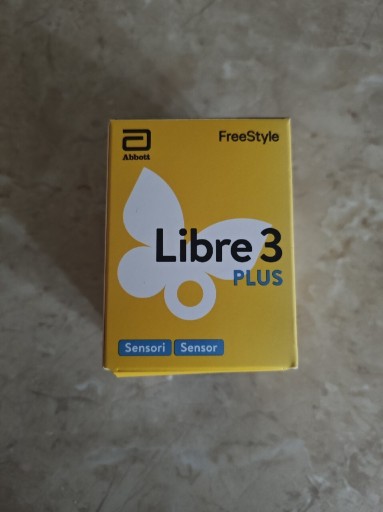 Abbott
FreeStyle
Libre 3
PLUS
Sensori Sensor